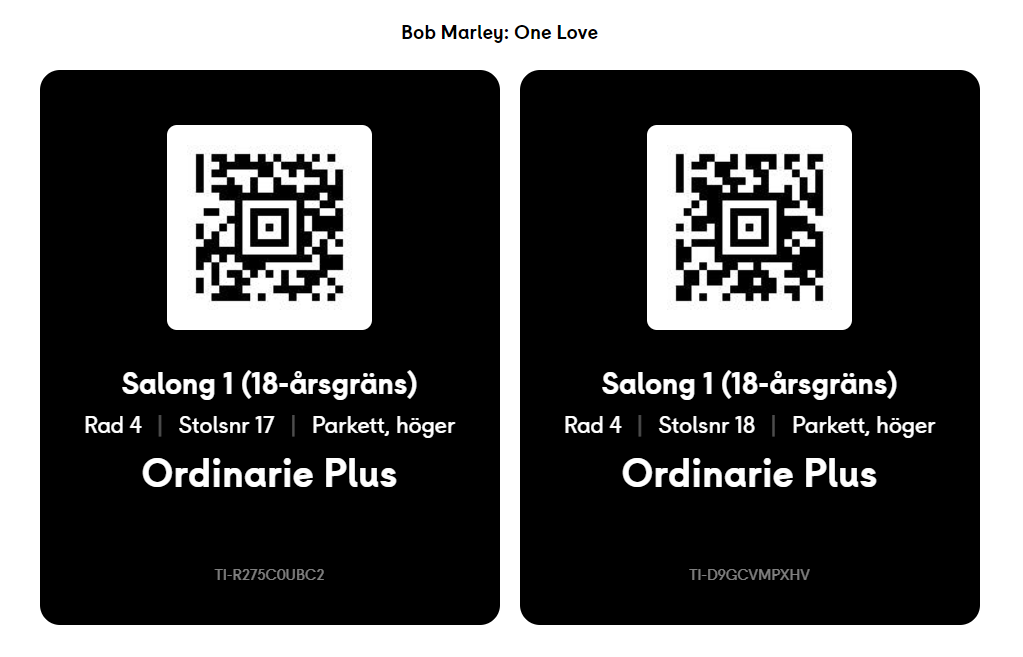 Bob Marley: One Love
Salong 1 (18-årsgräns)
Rad 4 | Stolsnr 17 | Parkett, höger
Ordinarie Plus
TI-R275C0UBC2
Salong 1 (18-årsgräns)
Rad 4 | Stolsnr 18 | Parkett, höger
Ordinarie Plus
TI-D9GCVMPXHV